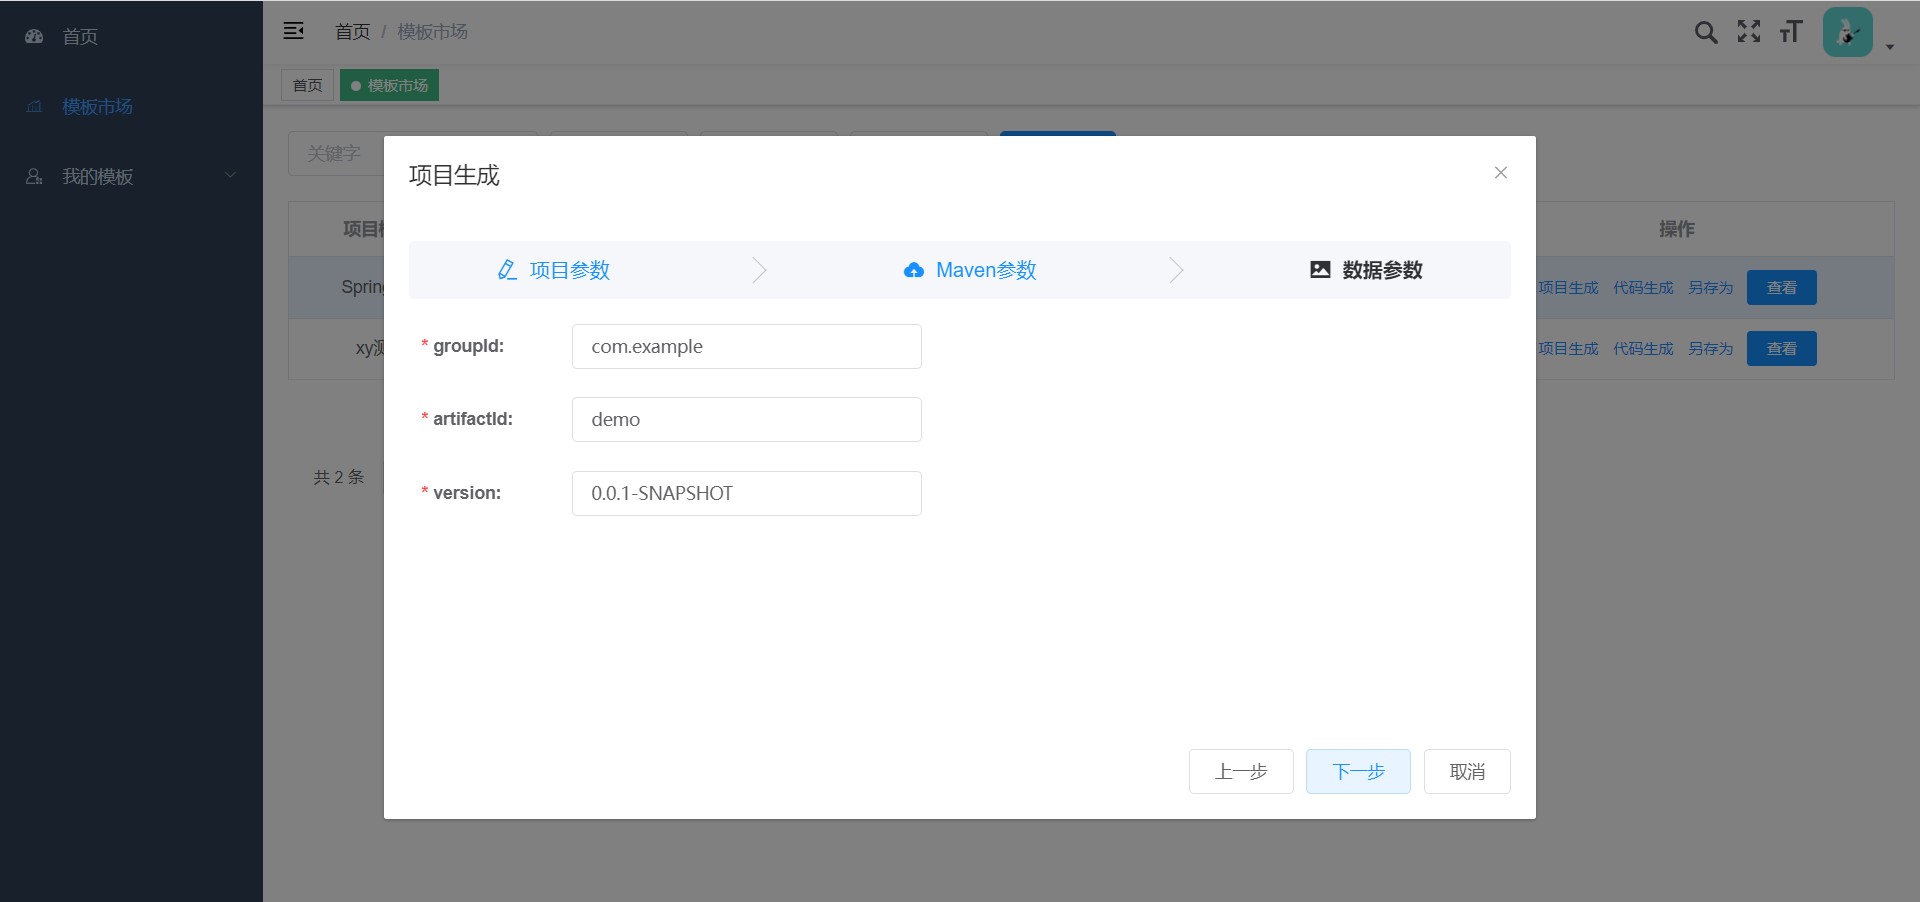 首页
模板市场
我的模板
首页 / 模板市场
首页
模板市场
关键字
项目
操作
Spring
项目生成 代码生成 另存为 查看
xy测
项目生成 代码生成 另存为 查看
共 2 条
项目生成
项目参数
Maven参数
数据参数
* groupId: com.example
* artifactId: demo
* version: 0.0.1-SNAPSHOT
上一步 下一步 取消